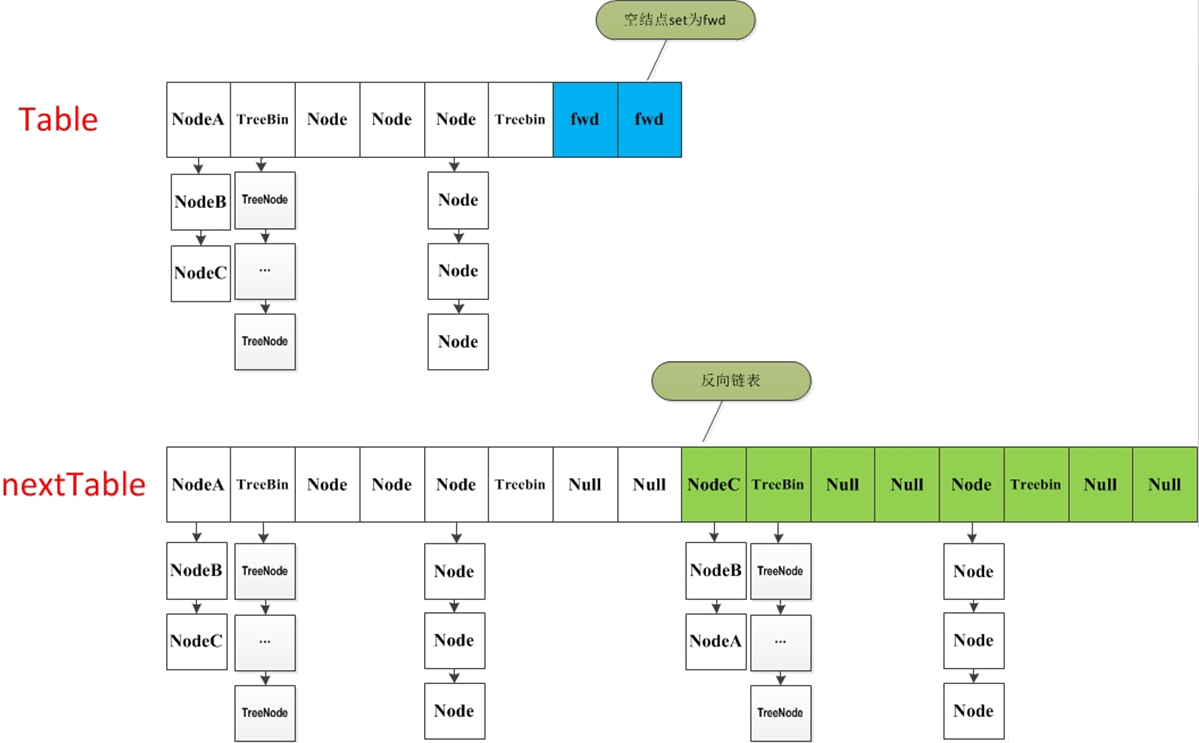 空结点set为fwd
Table
NodeA TreeBin Node Node Node Treebin fwd fwd
NodeB TreeNode Node
NodeC ... Node
TreeNode Node
反向链表
nextTable
NodeA TreeBin Node Node Node Treebin Null Null NodeC TreeBin Null Null Node Treebin Null Null
NodeB TreeNode Node NodeB TreeNode Node
NodeC ... Node NodeA ... Node
TreeNode Node TreeNode Node